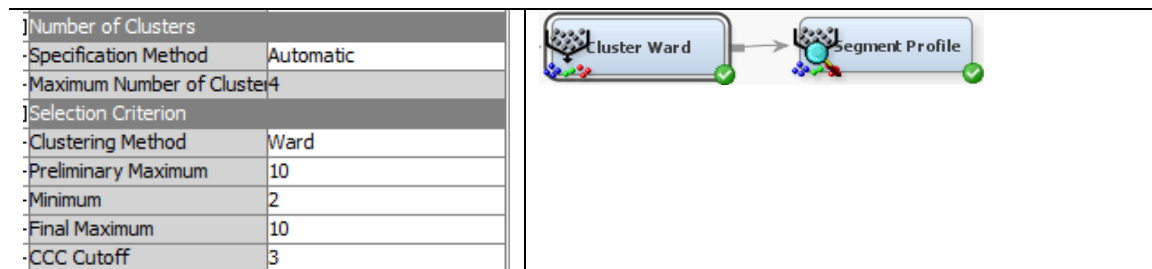 Number of Clusters
Specification Method Automatic
Maximum Number of Cluster 4
Selection Criterion
Clustering Method Ward
Preliminary Maximum 10
Minimum 2
Final Maximum 10
CCC Cutoff 3
Cluster Ward
Segment Profile